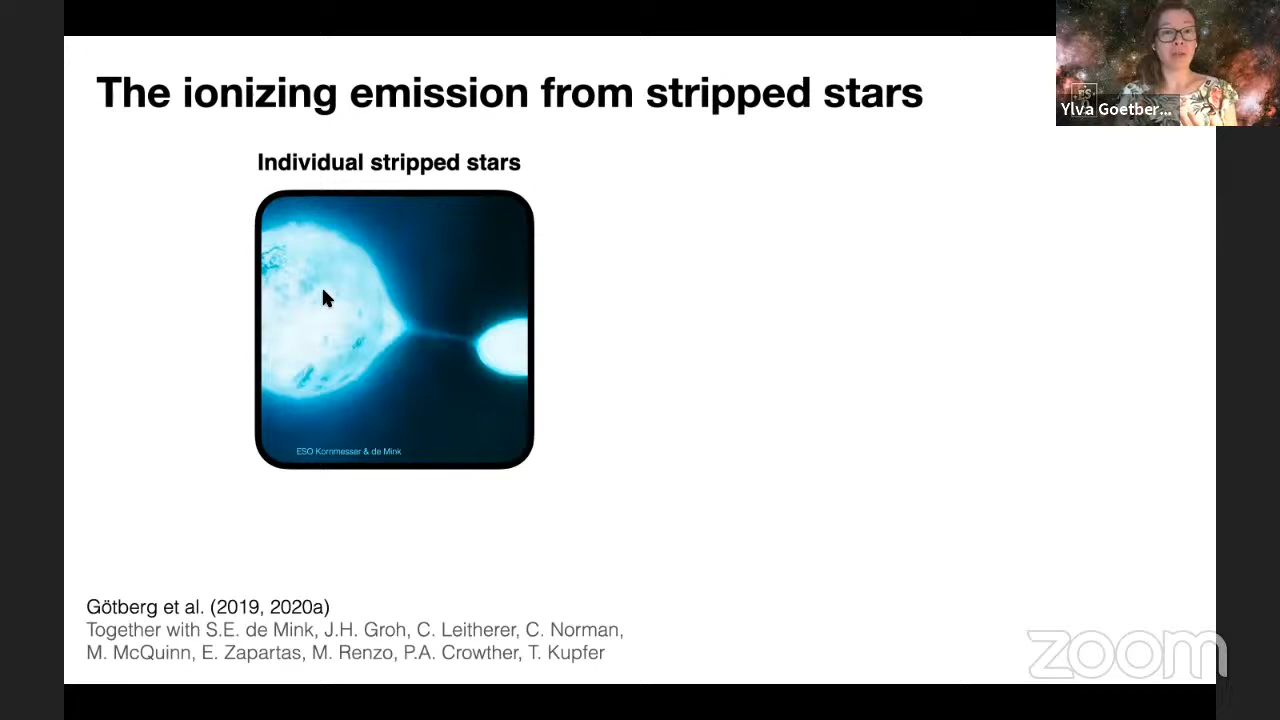 The ionizing emission from stripped stars
Ylva Goetber...
Individual stripped stars
ESO Kornmesser & de Mink
Götberg et al. (2019, 2020a)
Together with S.E. de Mink, J.H. Groh, C. Leitherer, C. Norman,
M. McQuinn, E. Zapartas, M. Renzo, P.A. Crowther, T. Kupfer
zoom